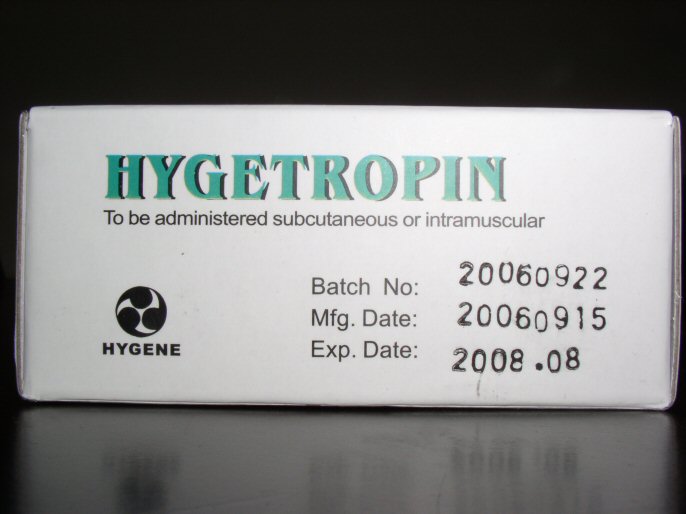 HYGETROPIN
To be administered subcutaneous or intramuscular
Batch No: 20060922
Mfg. Date: 20060915
Exp. Date: 2008.08
HYGENE